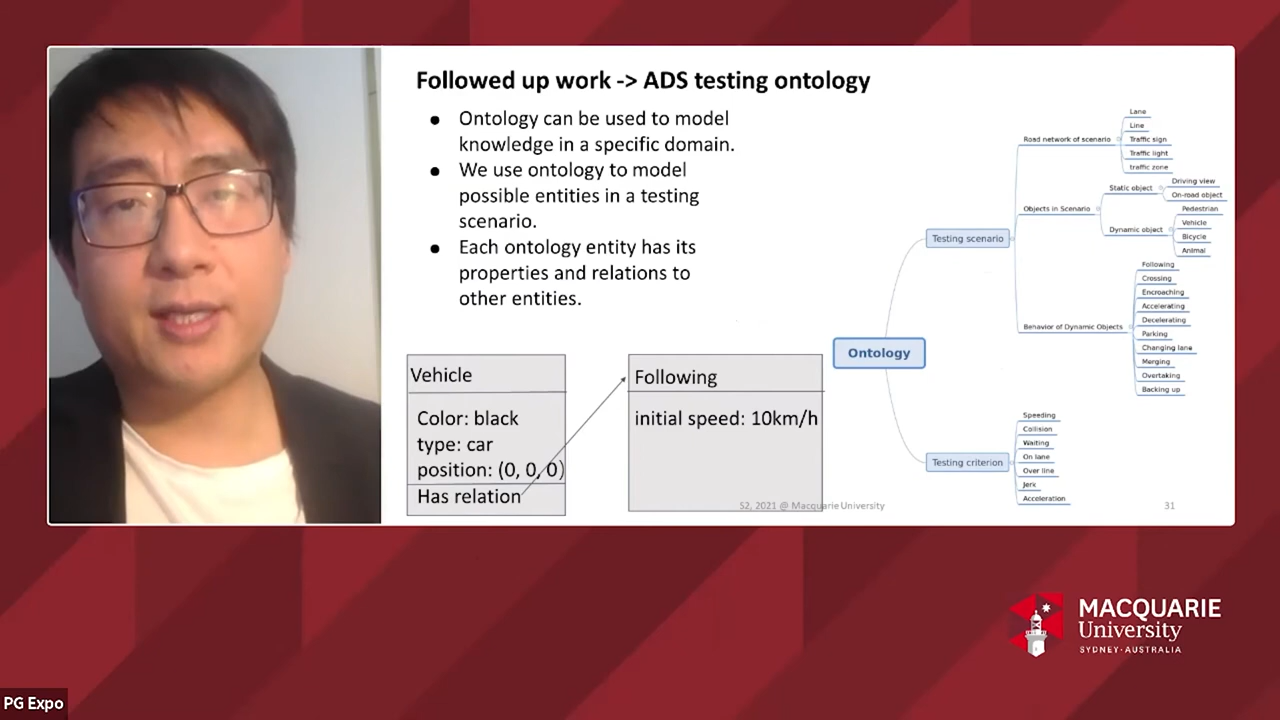 Followed up work -> ADS testing ontology
● Ontology can be used to model
knowledge in a specific domain.
● We use ontology to model
possible entities in a testing
scenario.
● Each ontology entity has its
properties and relations to
other entities.
Vehicle
Color: black
type: car
position: (0, 0, 0)
Has relation
Following
initial speed: 10km/h
Ontology
Testing scenario
Road network of scenario
Lane
Line
Traffic sign
Traffic light
traffic zone
Objects in Scenario
Static object
Driving view
On-road object
Dynamic object
Pedestrian
Vehicle
Bicycle
Animal
Behavior of Dynamic Objects
Following
Crossing
Encroaching
Accelerating
Decelerating
Parking
Changing lane
Merging
Overtaking
Backing up
Testing criterion
Speeding
Collision
Waiting
On lane
Over line
Jerk
Acceleration
S2, 2021 @ Macquarie University
31
MACQUARIE
University
SYDNEY·AUSTRALIA
PG Expo